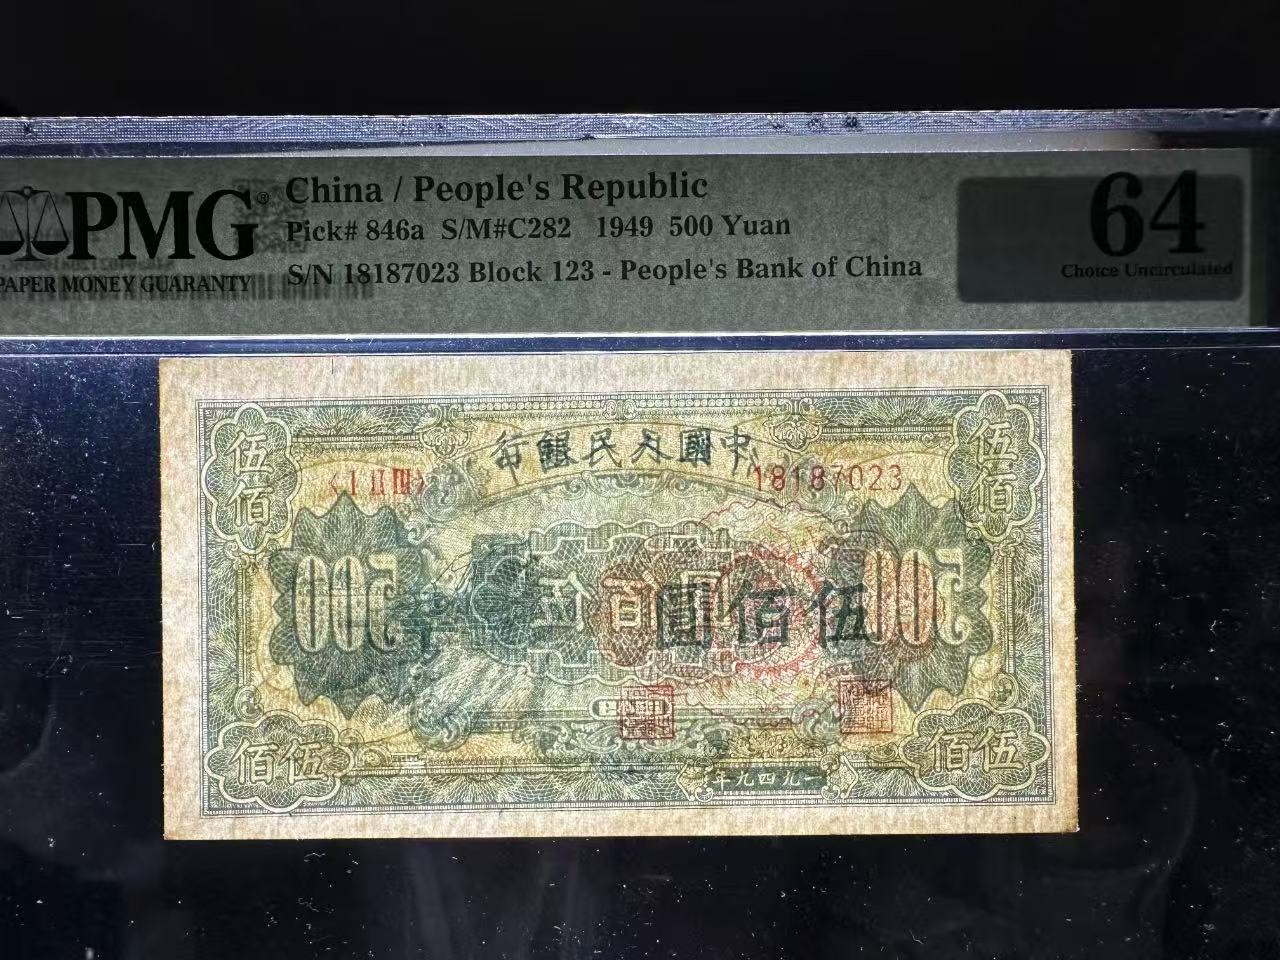 PMG®
PAPER MONEY GUARANTY
China / People's Republic
Pick# 846a S/M#C282 1949 500 Yuan
S/N 18187023 Block 123 - People's Bank of China
64
Choice Uncirculated
行銀民人國中
〈I II III〉 18187023
伍佰
伍佰
500
圓佰伍
500
佰伍
年九四九一
佰伍